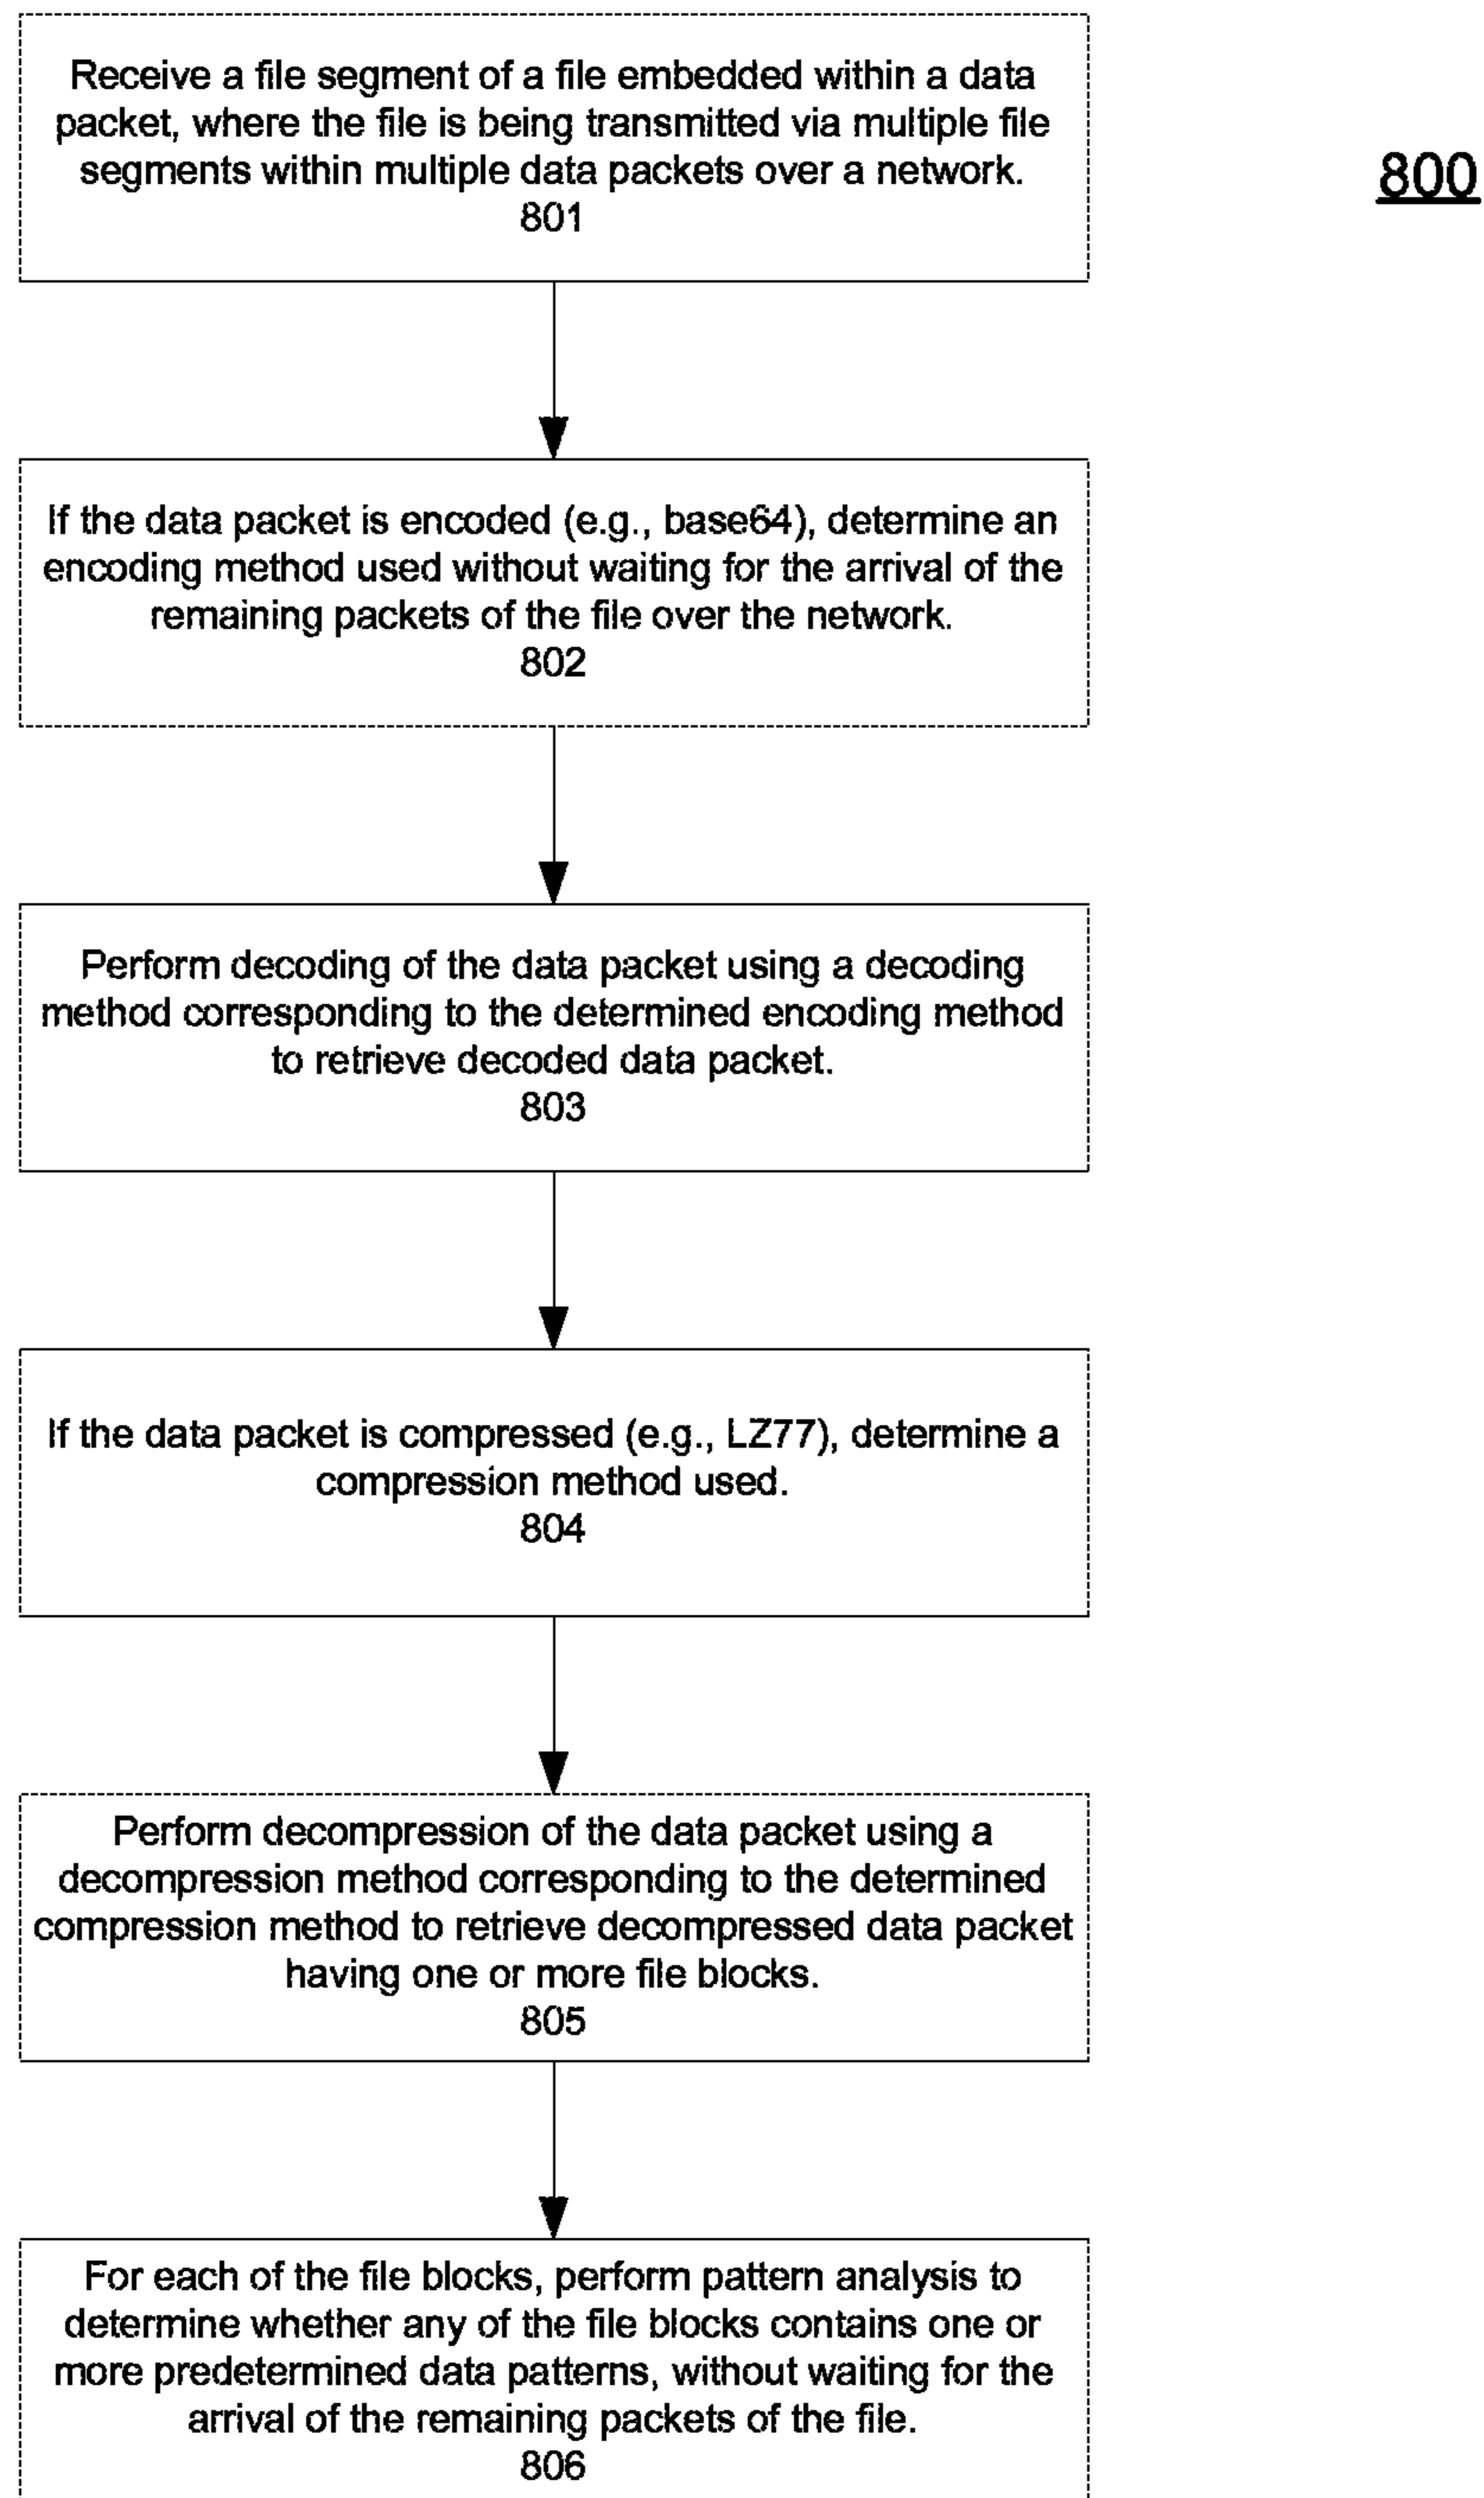 Receive a file segment of a file embedded within a data
packet, where the file is being transmitted via multiple file
segments within multiple data packets over a network.
801
800
If the data packet is encoded (e.g., base64), determine an
encoding method used without waiting for the arrival of the
remaining packets of the file over the network.
802
Perform decoding of the data packet using a decoding
method corresponding to the determined encoding method
to retrieve decoded data packet.
803
If the data packet is compressed (e.g., LZ77), determine a
compression method used.
804
Perform decompression of the data packet using a
decompression method corresponding to the determined
compression method to retrieve decompressed data packet
having one or more file blocks.
805
For each of the file blocks, perform pattern analysis to
determine whether any of the file blocks contains one or
more predetermined data patterns, without waiting for the
arrival of the remaining packets of the file.
806